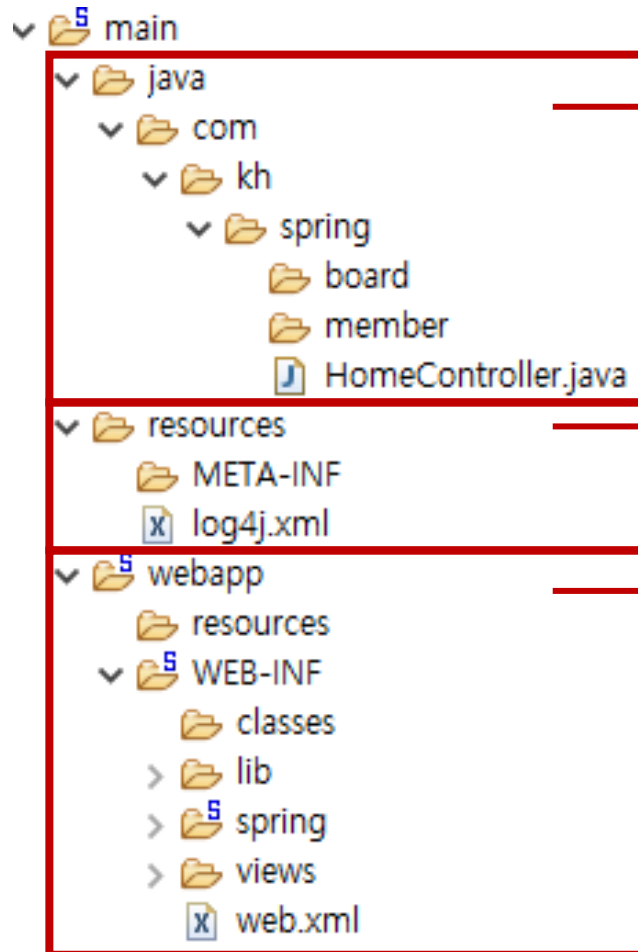 main
java
com
kh
spring
board
member
HomeController.java
resources
META-INF
log4j.xml
webapp
resources
WEB-INF
classes
lib
spring
views
web.xml